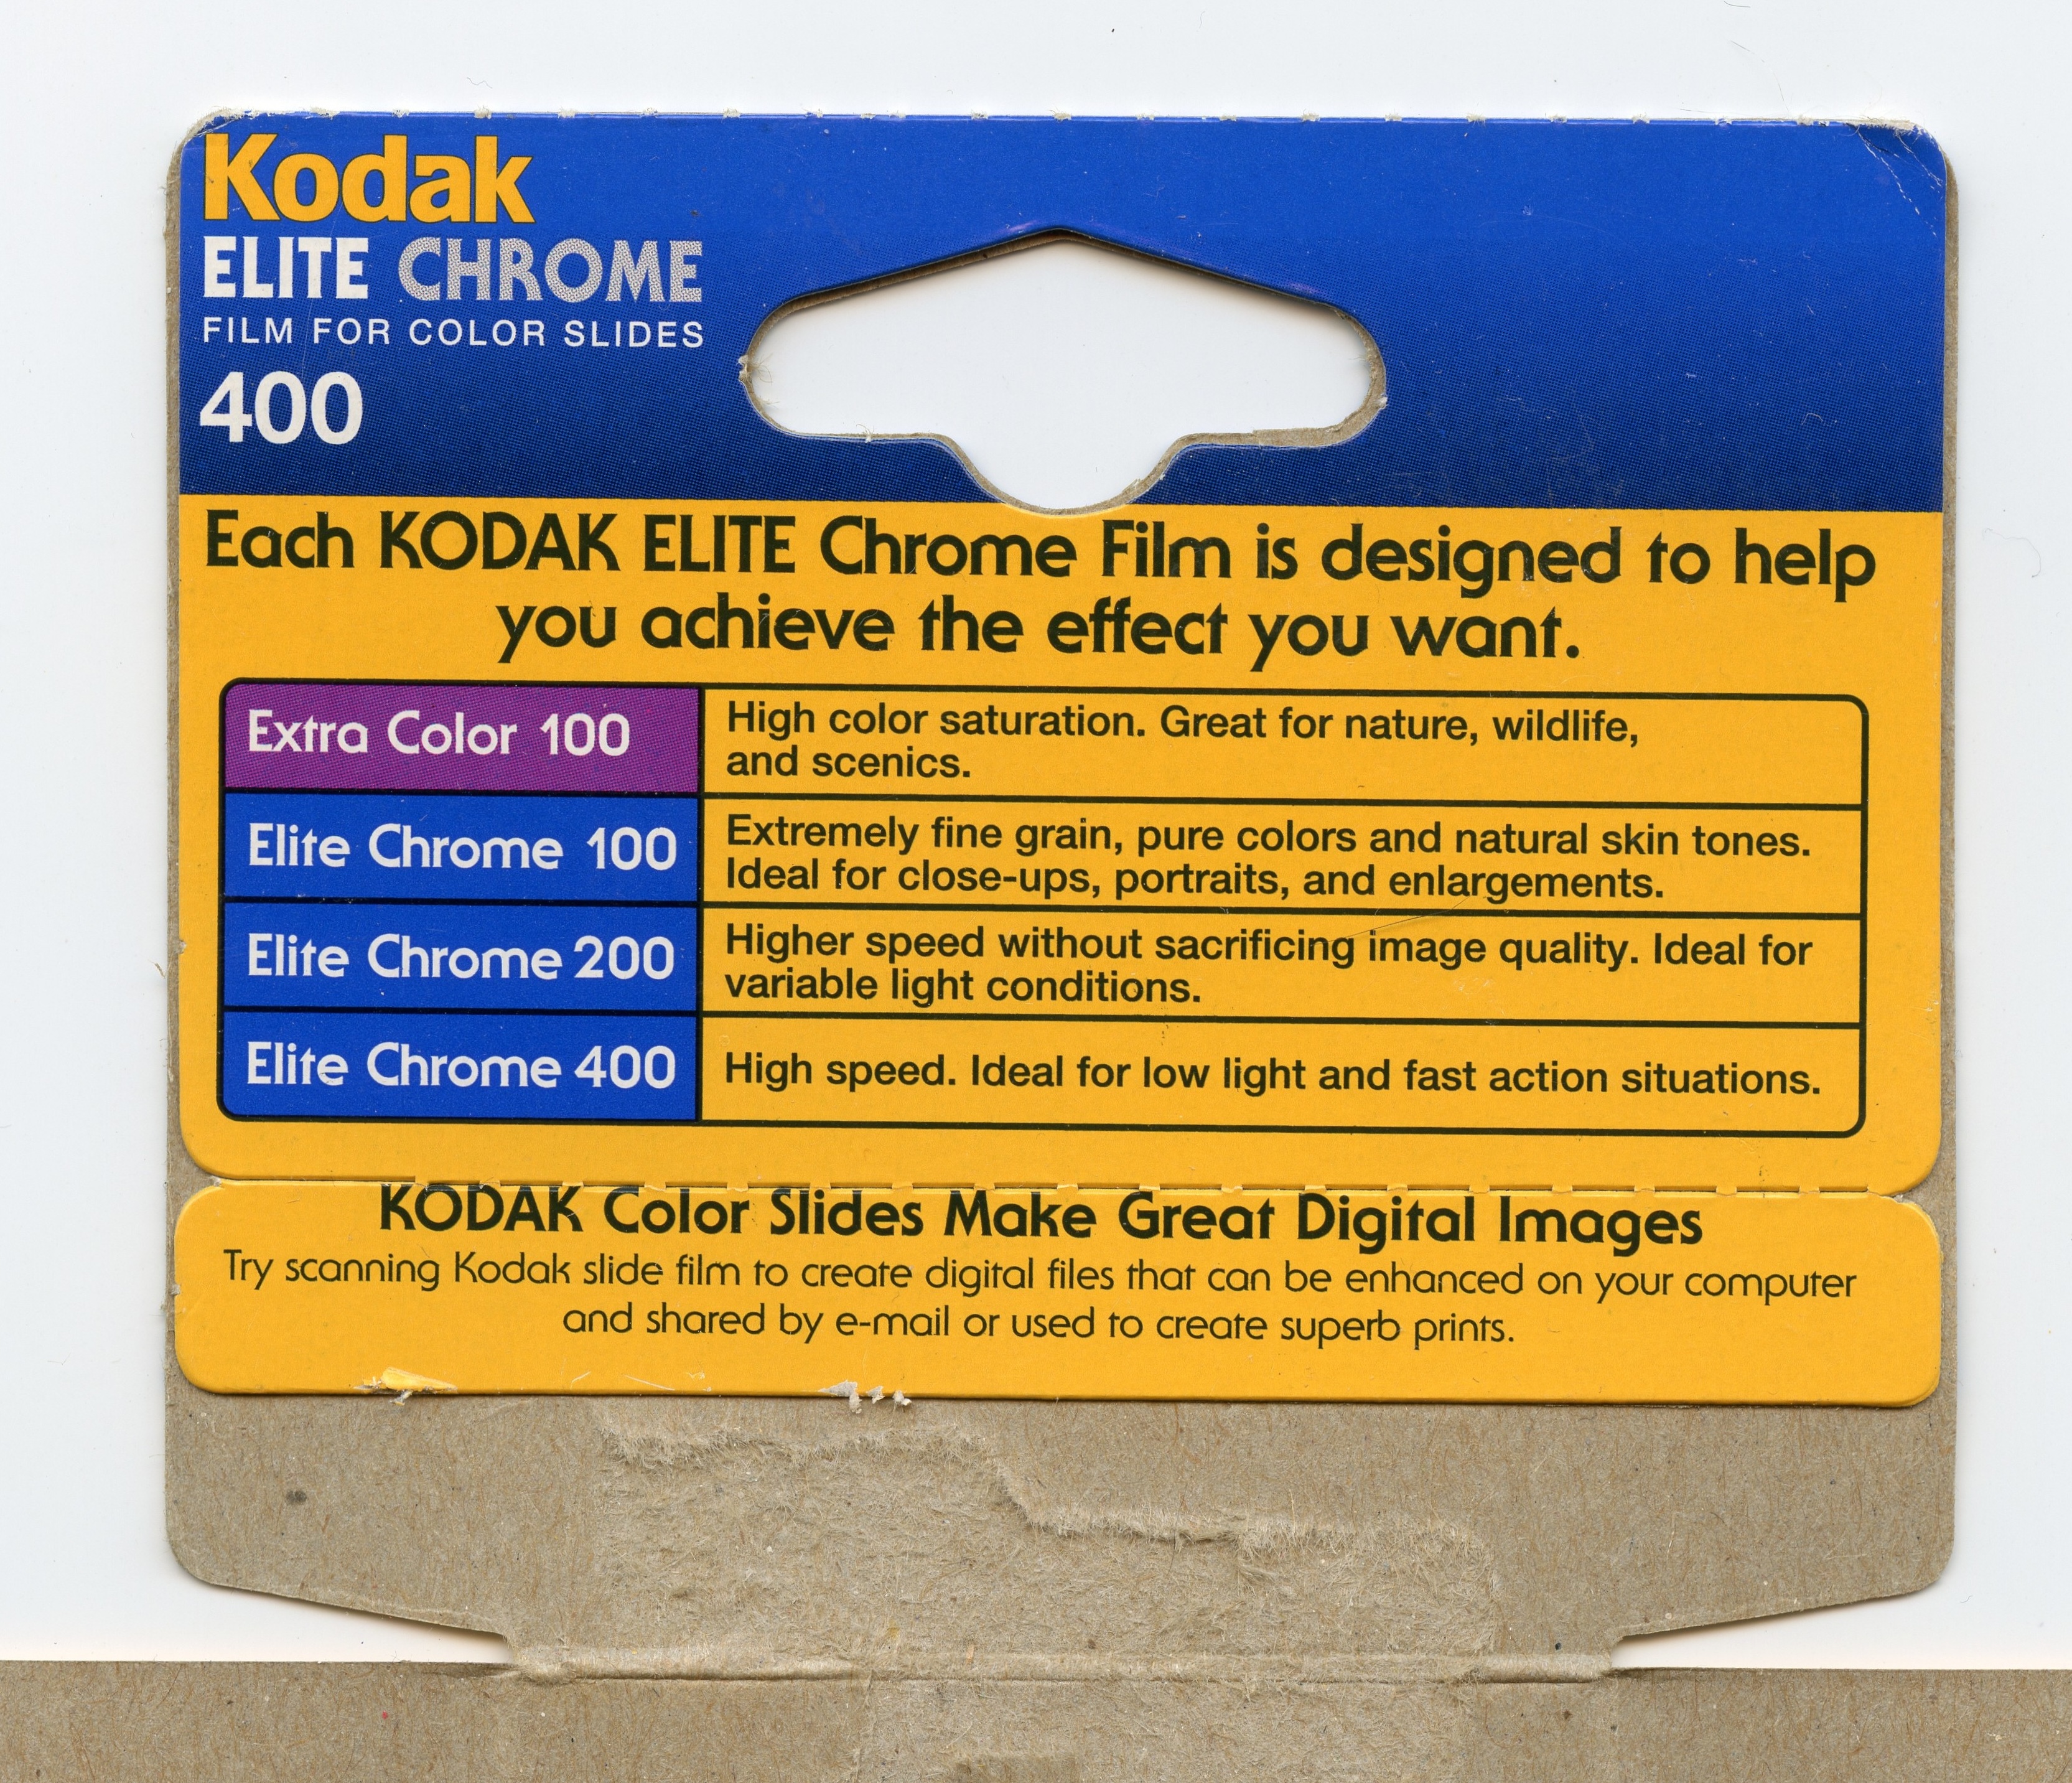 Kodak
ELITE CHROME
FILM FOR COLOR SLIDES
400
Each KODAK ELITE Chrome Film is designed to help
you achieve the effect you want.
Extra Color 100
High color saturation. Great for nature, wildlife,
and scenics.
Elite Chrome 100
Extremely fine grain, pure colors and natural skin tones.
Ideal for close-ups, portraits, and enlargements.
Elite Chrome 200
Higher speed without sacrificing image quality. Ideal for
variable light conditions.
Elite Chrome 400
High speed. Ideal for low light and fast action situations.
KODAK Color Slides Make Great Digital Images
Try scanning Kodak slide film to create digital files that can be enhanced on your computer
and shared by e-mail or used to create superb prints.